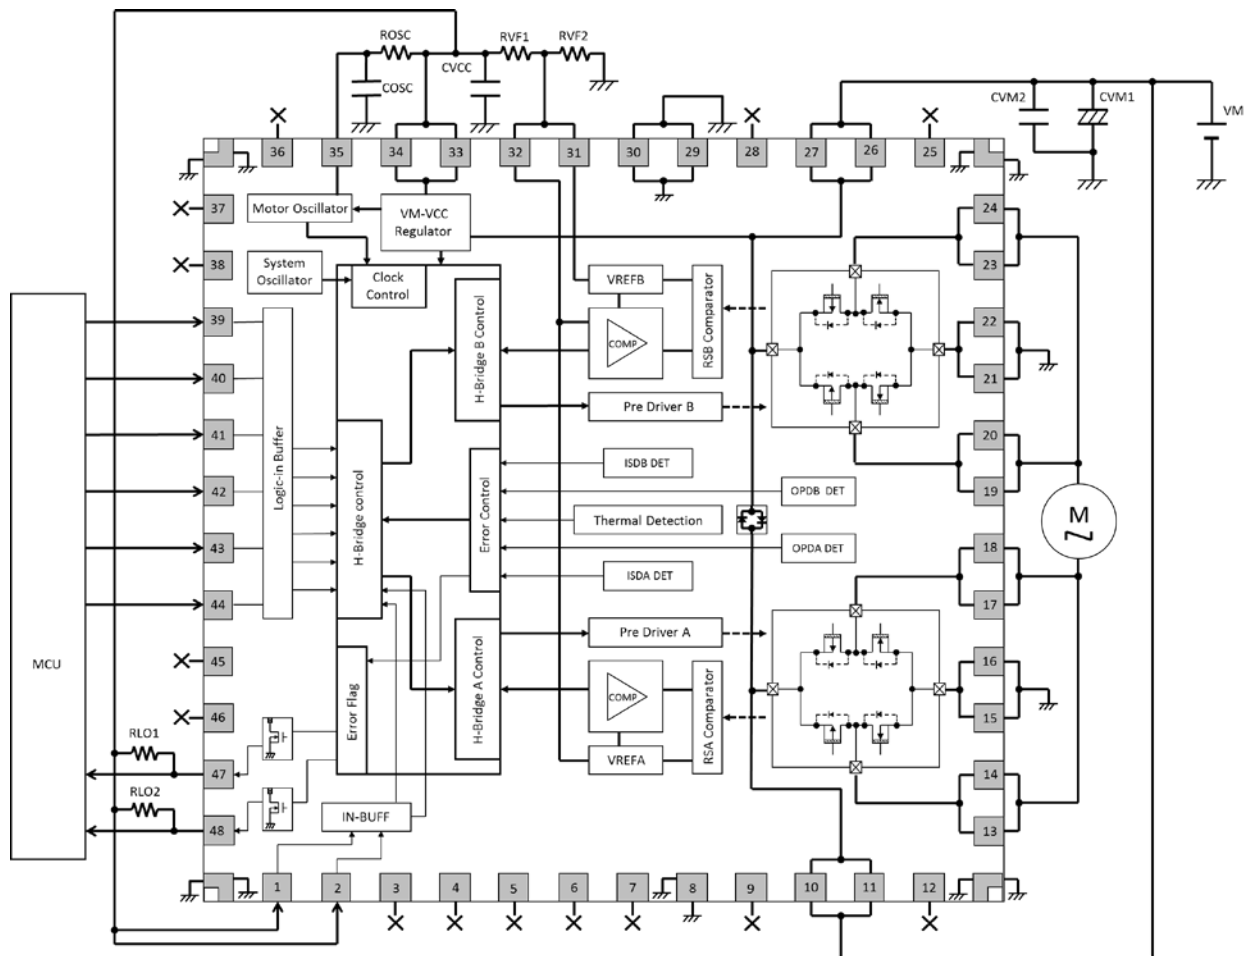 ROSC
RVF1
RVF2
CVCC
COSC
CVM2
CVM1
VM
36
35
34
33
32
31
30
29
28
27
26
25
37
Motor Oscillator
VM-VCC
Regulator
24
38
System
Oscillator
Clock
Control
VREFB
23
39
H-Bridge B Control
COMP
RSB Comparator
22
40
21
Pre Driver B
41
Logic-in Buffer
20
ISDB DET
42
H-Bridge control
Error Control
OPDB DET
19
Thermal Detection
M
43
OPDA DET
18
ISDA DET
44
17
Pre Driver A
MCU
45
Error Flag
H-Bridge A Control
COMP
RSA Comparator
16
46
15
RLO1
VREFA
47
14
RLO2
48
IN-BUFF
13
1
2
3
4
5
6
7
8
9
10
11
12